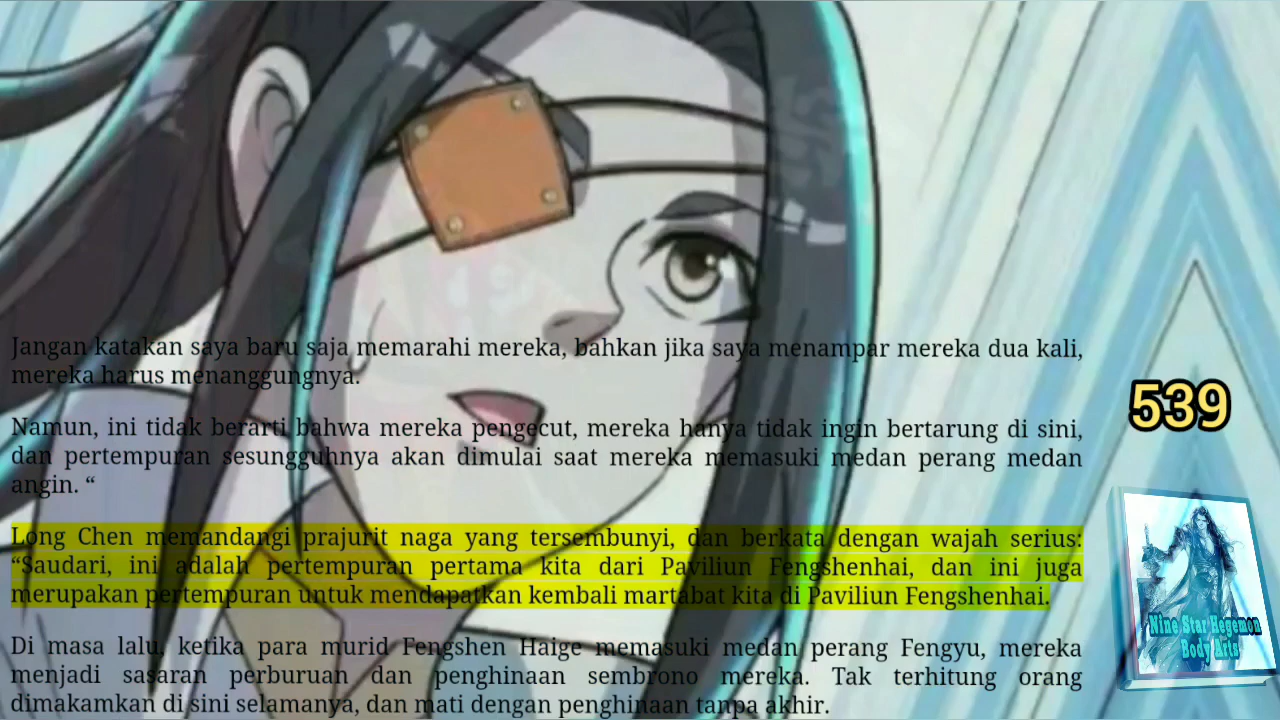 Jangan katakan saya baru saja memarahi mereka, bahkan jika saya menampar mereka dua kali,
mereka harus menanggungnya.
Namun, ini tidak berarti bahwa mereka pengecut, mereka hanya tidak ingin bertarung di sini,
dan pertempuran sesungguhnya akan dimulai saat mereka memasuki medan perang medan
angin. “
Long Chen memandangi prajurit naga yang tersembunyi, dan berkata dengan wajah serius:
“Saudari, ini adalah pertempuran pertama kita dari Paviliun Fengshenhai, dan ini juga
merupakan pertempuran untuk mendapatkan kembali martabat kita di Paviliun Fengshenhai.
Di masa lalu, ketika para murid Fengshen Haige memasuki medan perang Fengyu, mereka
menjadi sasaran perburuan dan penghinaan sembrono mereka. Tak terhitung orang
dimakamkan di sini selamanya, dan mati dengan penghinaan tanpa akhir.
539
Nine Star Hegemon
Body Arts